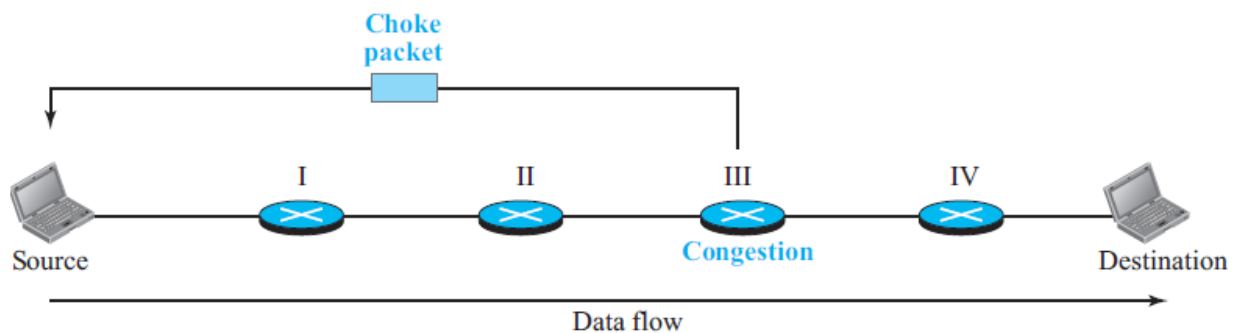 Choke
packet
I
II
III
IV
Congestion
Source
Destination
Data flow